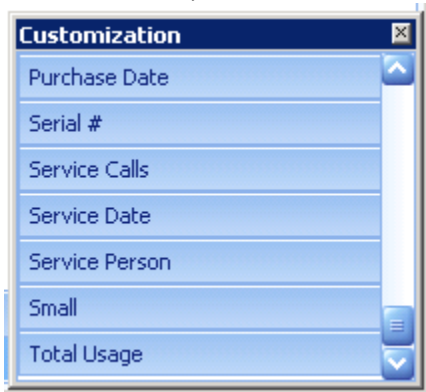 Customization
Purchase Date
Serial #
Service Calls
Service Date
Service Person
Small
Total Usage